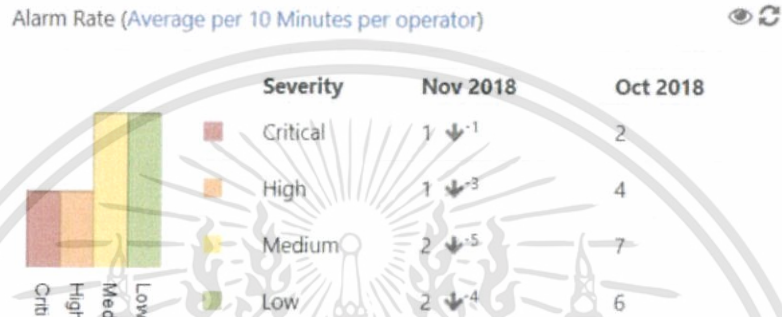 Alarm Rate (Average per 10 Minutes per operator)
Severity Nov 2018 Oct 2018
Critical 1 ↓-1 2
High 1 ↓-3 4
Medium 2 ↓-5 7
Low 2 ↓-4 6
Criti
High
Med
Low